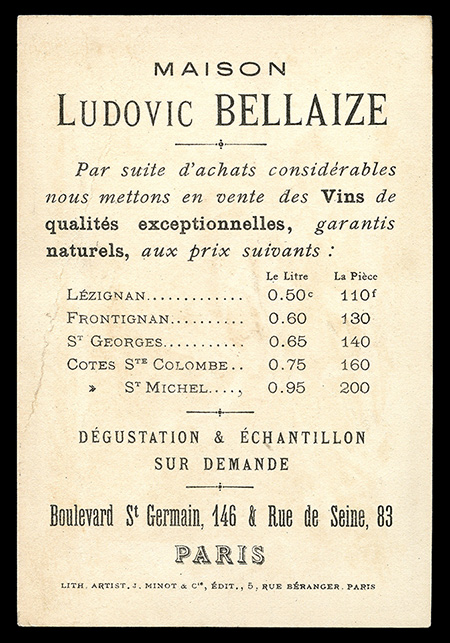 MAISON
LUDOVIC BELLAIZE
Par suite d'achats considérables
nous mettons en vente des Vins de
qualités exceptionnelles, garantis
naturels, aux prix suivants :
Le Litre La Pièce
LÉZIGNAN............. 0.50c 110f
FRONTIGNAN.......... 0.60 130
ST GEORGES........... 0.65 140
COTES STE COLOMBE.. 0.75 160
» ST MICHEL...., 0.95 200
DÉGUSTATION & ÉCHANTILLON
SUR DEMANDE
Boulevard St Germain, 146 & Rue de Seine, 83
PARIS
LITH. ARTIST. J. MINOT & Cie, ÉDIT., 5, RUE BÉRANGER. PARIS